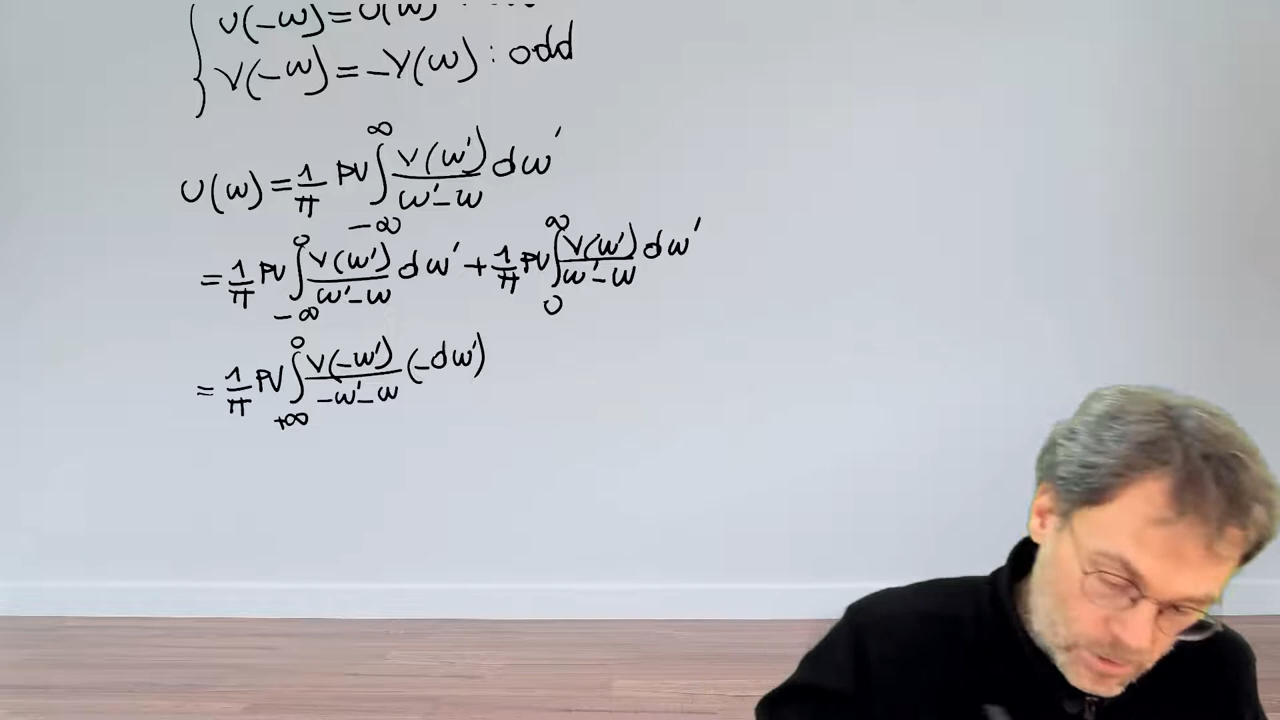 U(-ω)=U(ω)
V(-ω)=-V(ω) : odd
U(ω)=1/π PV∫_{-∞}^{∞} V(ω')/(ω'-ω) dω'
=1/π PV∫_{-∞}^{0} V(ω')/(ω'-ω) dω' + 1/π PV∫_{0}^{∞} V(ω')/(ω'-ω) dω'
=1/π PV∫_{+∞}^{0} V(-ω')/(-ω'-ω) (-dω')